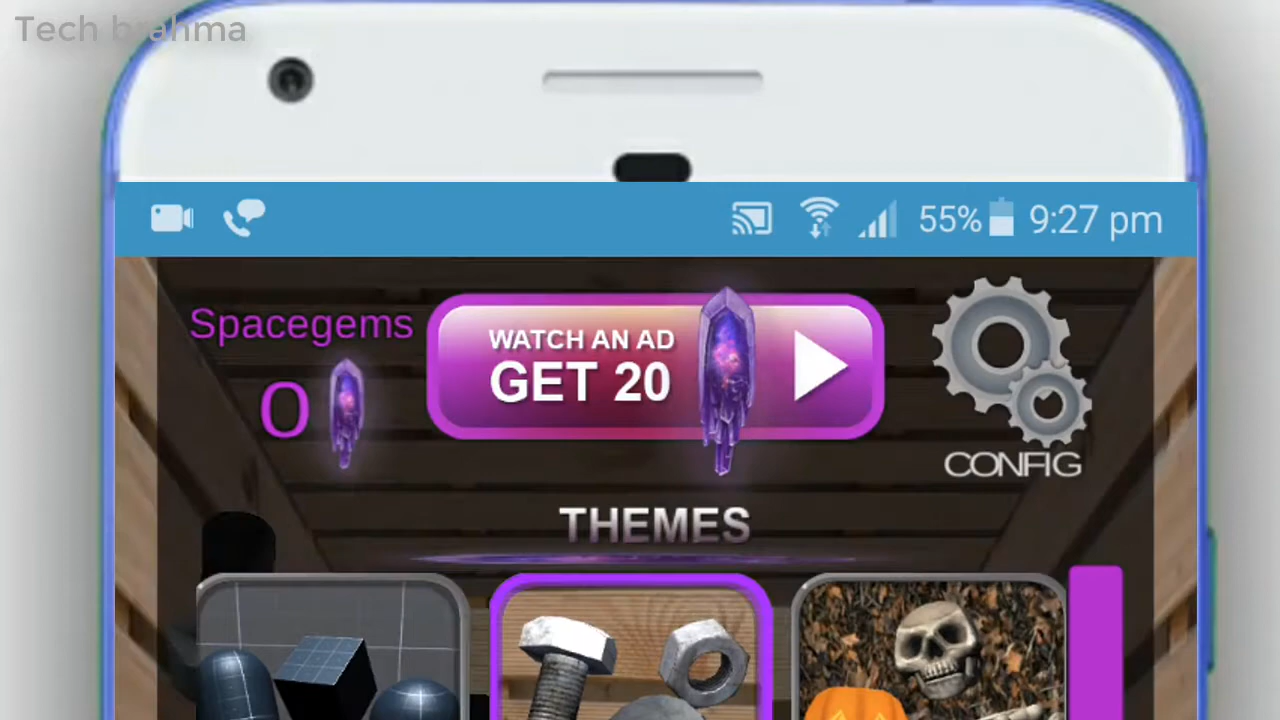 Tech brahma
55% 9:27 pm
Spacegems
0
WATCH AN AD
GET 20
CONFIG
THEMES